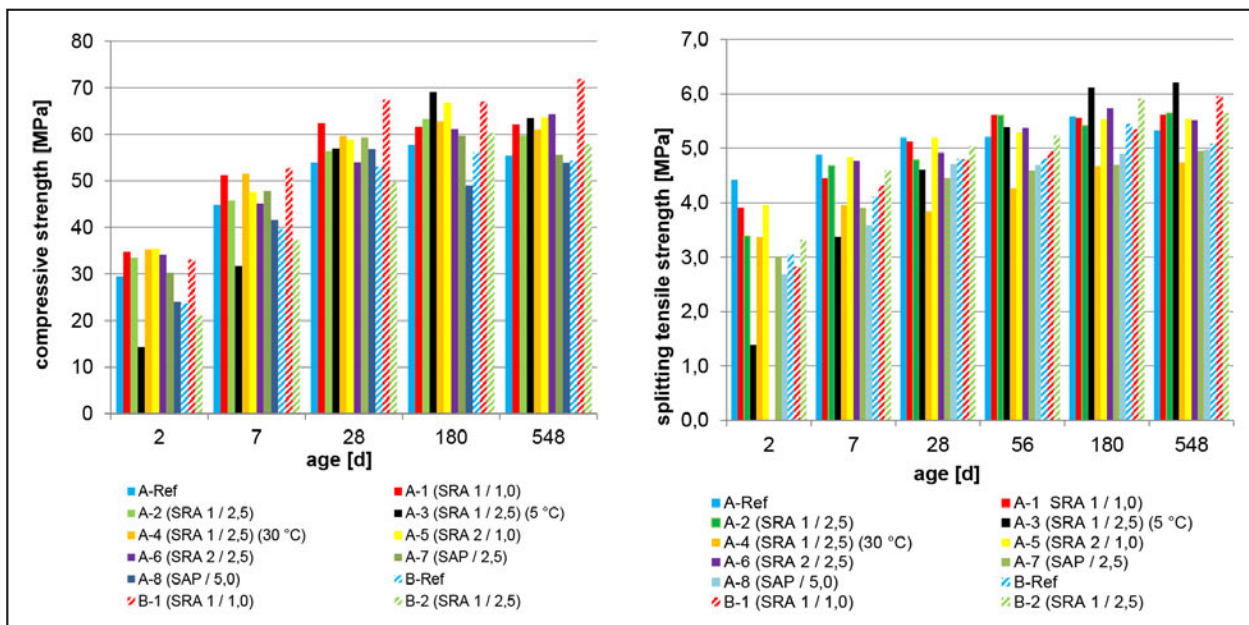 80
70
60
50
40
30
20
10
0
compressive strength [MPa]
2 7 28 180 548
age [d]
A-Ref
A-1 (SRA 1 / 1,0)
A-2 (SRA 1 / 2,5)
A-3 (SRA 1 / 2,5) (5 °C)
A-4 (SRA 1 / 2,5) (30 °C)
A-5 (SRA 2 / 1,0)
A-6 (SRA 2 / 2,5)
A-7 (SAP / 2,5)
A-8 (SAP / 5,0)
B-Ref
B-1 (SRA 1 / 1,0)
B-2 (SRA 1 / 2,5)
7,0
6,0
5,0
4,0
3,0
2,0
1,0
0,0
splitting tensile strength [MPa]
2 7 28 56 180 548
age [d]
A-Ref
A-1 SRA 1 / 1,0)
A-2 (SRA 1 / 2,5)
A-3 (SRA 1 / 2,5) (5 °C)
A-4 (SRA 1 / 2,5) (30 °C)
A-5 (SRA 2 / 1,0)
A-6 (SRA 2 / 2,5)
A-7 (SAP / 2,5)
A-8 (SAP / 5,0)
B-Ref
B-1 (SRA 1 / 1,0)
B-2 (SRA 1 / 2,5)